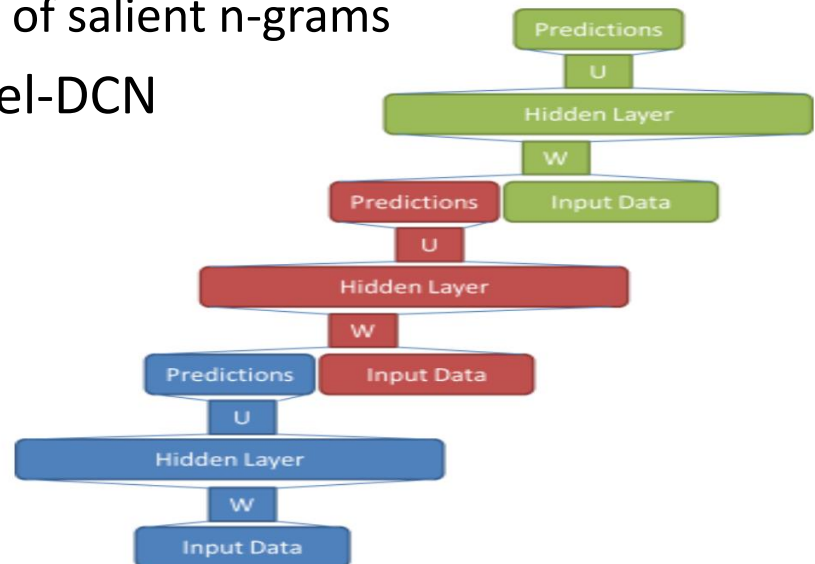 of salient n-grams
el-DCN
Predictions
U
Hidden Layer
W
Predictions Input Data
U
Hidden Layer
W
Predictions Input Data
U
Hidden Layer
W
Input Data